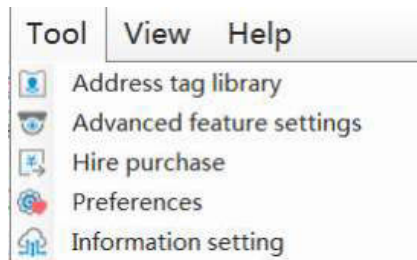 Tool View Help
Address tag library
Advanced feature settings
Hire purchase
Preferences
Information setting